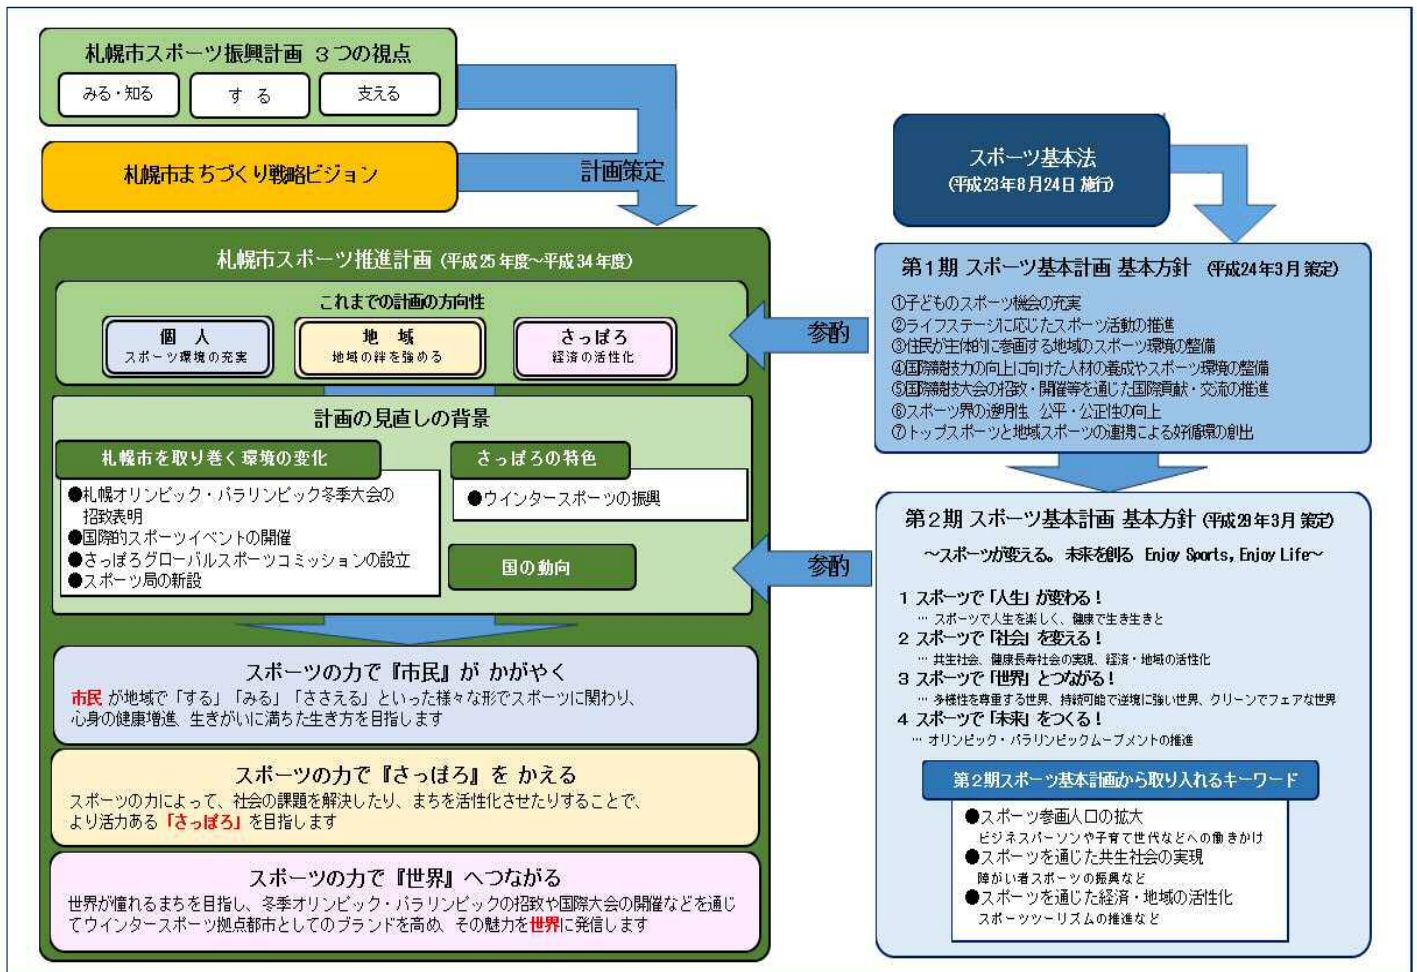 札幌市スポーツ振興計画 3つの視点
みる・知る
する
支える
札幌市まちづくり戦略ビジョン
計画策定
札幌市スポーツ推進計画 (平成25年度~平成34年度)
これまでの計画の方向性
個人
スポーツ環境の充実
地域
地域の絆を強める
さっぽろ
経済の活性化
計画の見直しの背景
札幌市を取り巻く環境の変化
●札幌オリンピック・パラリンピック冬季大会の
招致表明
●国際的スポーツイベントの開催
●さっぽろグローバルスポーツコミッションの設立
●スポーツ局の新設
さっぽろの特色
●ウインタースポーツの振興
国の動向
スポーツの力で『市民』が かがやく
市民が地域で「する」「みる」「ささえる」といった様々な形でスポーツに関わり、
心身の健康増進、生きがいに満ちた生き方を目指します
スポーツの力で『さっぽろ』を かえる
スポーツの力によって、社会の課題を解決したり、まちを活性化させたりすることで、
より活力ある「さっぽろ」を目指します
スポーツの力で『世界』へつながる
世界が憧れるまちを目指し、冬季オリンピック・パラリンピックの招致や国際大会の開催などを通じ
てウインタースポーツ拠点都市としてのブランドを高め、その魅力を世界に発信します
スポーツ基本法
(平成23年8月24日 施行)
第1期 スポーツ基本計画 基本方針 (平成24年3月 策定)
①子どものスポーツ機会の充実
②ライフステージに応じたスポーツ活動の推進
③住民が主体的に参画する地域のスポーツ環境の整備
④国際競技力の向上に向けた人材の養成やスポーツ環境の整備
⑤国際競技大会の招致・開催等を通じた国際貢献・交流の推進
⑥スポーツ界の透明性、公平・公正性の向上
⑦トップスポーツと地域スポーツの連携による好循環の創出
参酌
第2期 スポーツ基本計画 基本方針 (平成29年3月 策定)
~スポーツが変える。未来を創る Enjoy Sports, Enjoy Life~
1 スポーツで「人生」が変わる!
… スポーツで人生を楽しく、健康で生き生きと
2 スポーツで「社会」を変える!
… 共生社会、健康長寿社会の実現、経済・地域の活性化
3 スポーツで「世界」とつながる!
… 多様性を尊重する世界、持続可能で逆境に強い世界、クリーンでフェアな世界
4 スポーツで「未来」をつくる!
… オリンピック・パラリンピックムーブメントの推進
参酌
第2期スポーツ基本計画から取り入れるキーワード
●スポーツ参画人口の拡大
ビジネスパーソンや子育て世代などへの働きかけ
●スポーツを通じた共生社会の実現
障がい者スポーツの振興など
●スポーツを通じた経済・地域の活性化
スポーツツーリズムの推進など